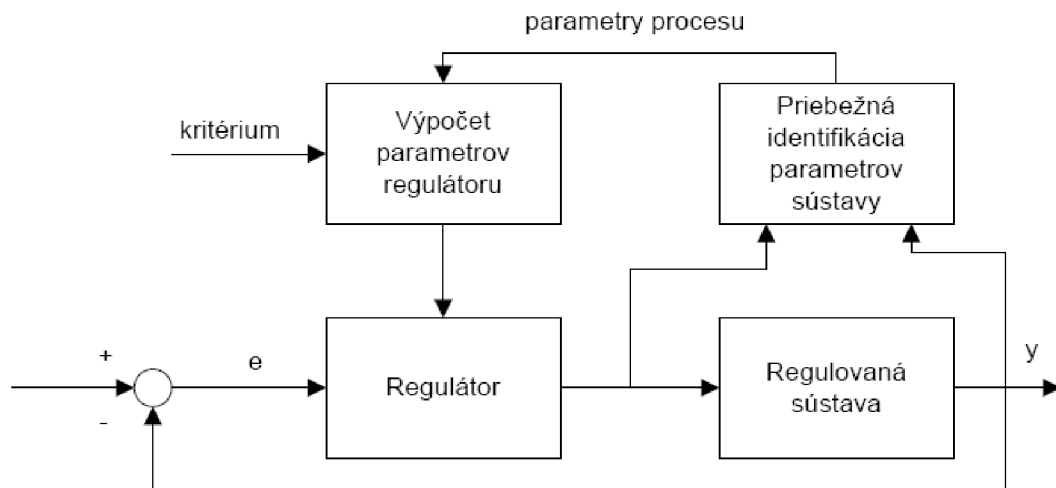 parametry procesu
kritérium
Výpočet
parametrov
regulátoru
Priebežná
identifikácia
parametrov
sústavy
+
-
e
Regulátor
Regulovaná
sústava
y